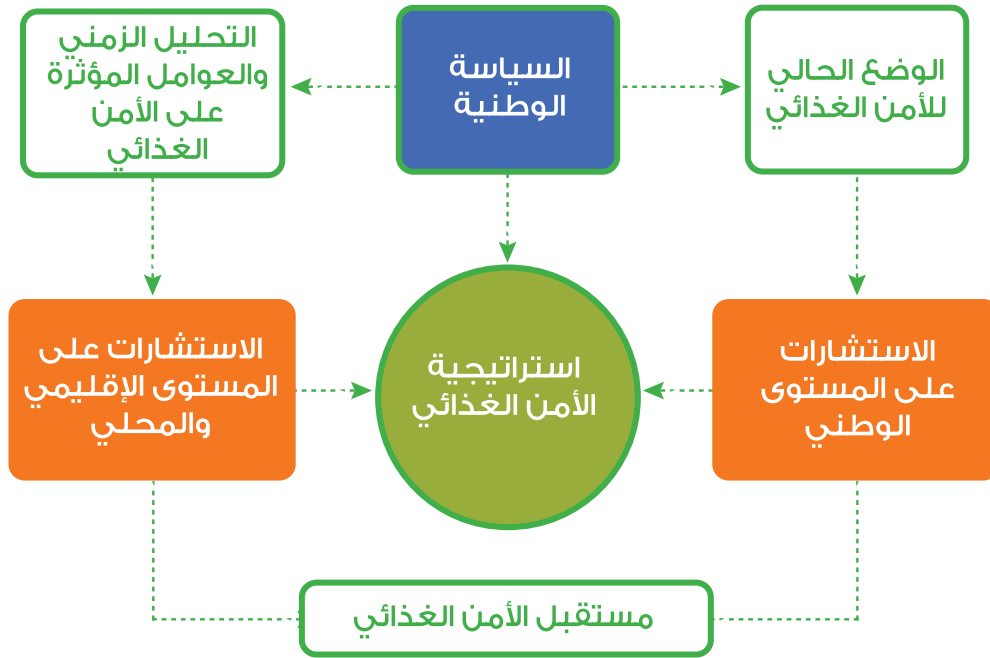 الوضع الحالي
للأمن الغذائي
السياسة
الوطنية
التحليل الزمني
والعوامل المؤثرة
على الأمن
الغذائي
الاستشارات
على المستوى
الوطني
استراتيجية
الأمن الغذائي
الاستشارات على
المستوى الإقليمي
والمحلي
مستقبل الأمن الغذائي